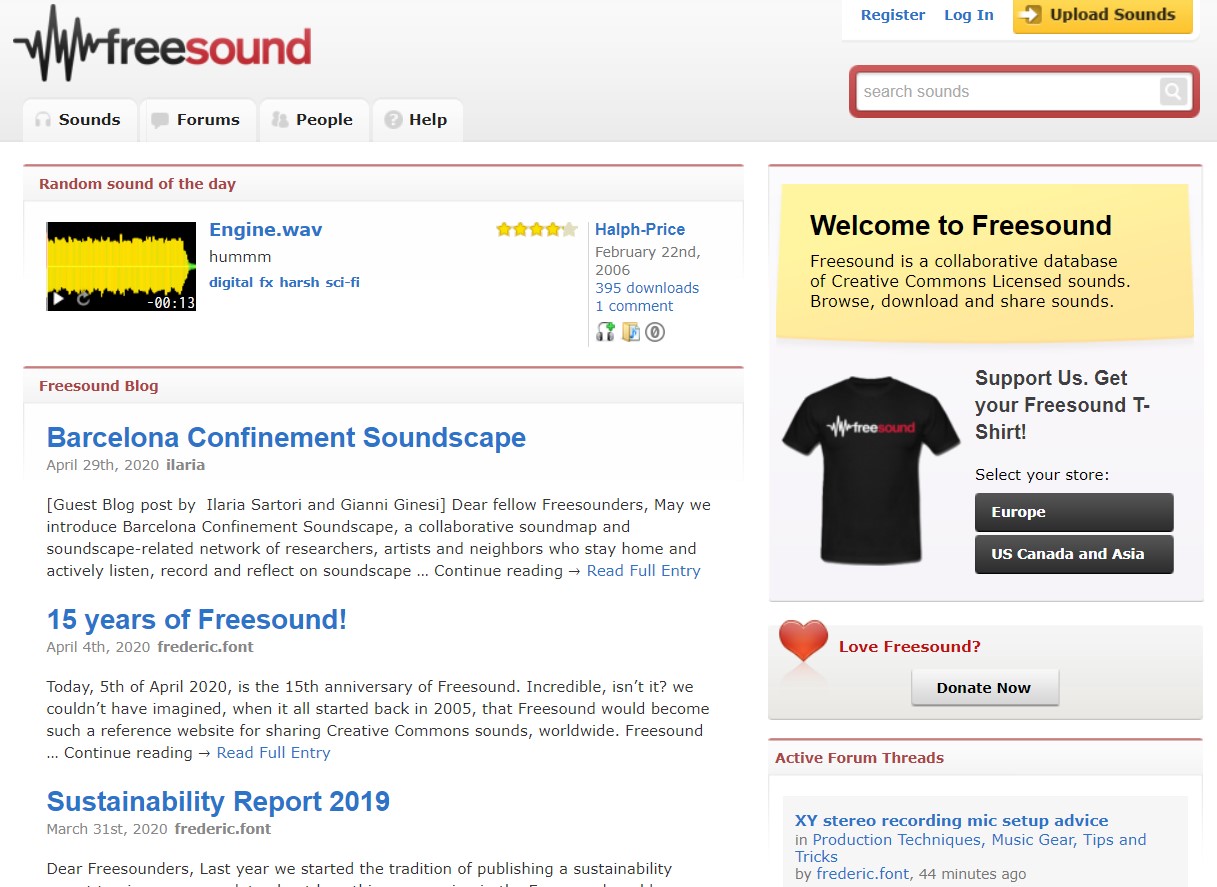 freesound
Register Log In Upload Sounds
search sounds
Sounds Forums People Help
Random sound of the day
Engine.wav
hummm
digital fx harsh sci-fi
-00:13
Halph-Price
February 22nd,
2006
395 downloads
1 comment
0
Freesound Blog
Barcelona Confinement Soundscape
April 29th, 2020 ilaria
[Guest Blog post by  Ilaria Sartori and Gianni Ginesi] Dear fellow Freesounders, May we
introduce Barcelona Confinement Soundscape, a collaborative soundmap and
soundscape-related network of researchers, artists and neighbors who stay home and
actively listen, record and reflect on soundscape … Continue reading → Read Full Entry
15 years of Freesound!
April 4th, 2020 frederic.font
Today, 5th of April 2020, is the 15th anniversary of Freesound. Incredible, isn’t it? we
couldn’t have imagined, when it all started back in 2005, that Freesound would become
such a reference website for sharing Creative Commons sounds, worldwide. Freesound
… Continue reading → Read Full Entry
Sustainability Report 2019
March 31st, 2020 frederic.font
Dear Freesounders, Last year we started the tradition of publishing a sustainability
Welcome to Freesound
Freesound is a collaborative database
of Creative Commons Licensed sounds.
Browse, download and share sounds.
freesound
Support Us. Get
your Freesound T-
Shirt!
Select your store:
Europe
US Canada and Asia
Love Freesound?
Donate Now
Active Forum Threads
XY stereo recording mic setup advice
in Production Techniques, Music Gear, Tips and
Tricks
by frederic.font, 44 minutes ago